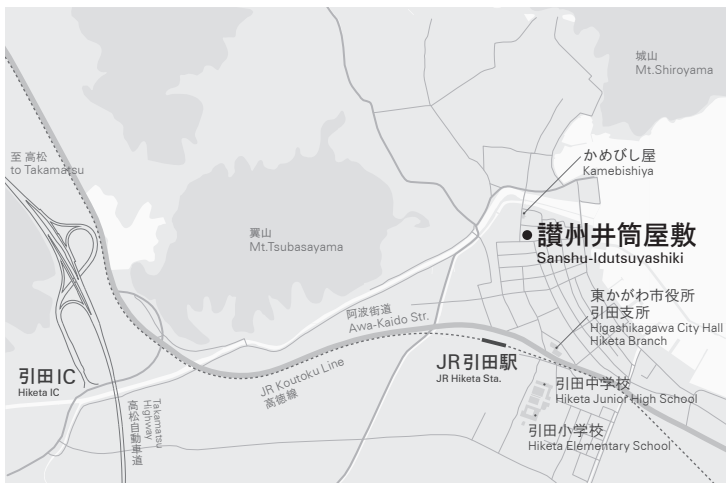 城山
Mt.Shiroyama
至 高松
to Takamatsu
かめびし屋
Kamebishiya
翼山
Mt.Tsubasayama
讃州井筒屋敷
Sanshu-Idutsuyashiki
東かがわ市役所
引田支所
Higashikagawa City Hall
Hiketa Branch
阿波街道
Awa-Kaido Str.
JR引田駅
JR Hiketa Sta.
引田IC
Hiketa IC
JR Koutoku Line
高徳線
引田中学校
Hiketa Junior High School
Takamatsu
Highway
高松自動車道
引田小学校
Hiketa Elementary School